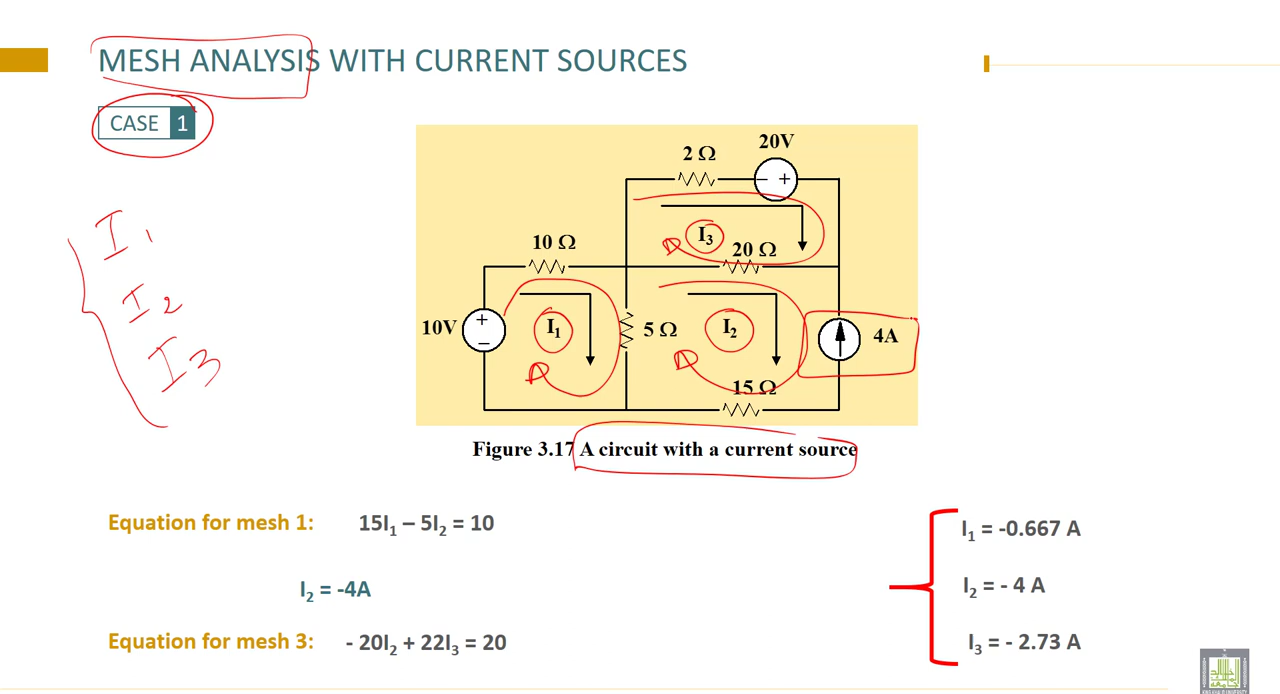 MESH ANALYSIS WITH CURRENT SOURCES
CASE 1
20V
2 Ω
− +
I₁
I₂
I₃
I₃
10 Ω
20 Ω
10V
+
−
I₁
5 Ω
I₂
4A
15 Ω
Figure 3.17 A circuit with a current source
Equation for mesh 1: 15I₁ – 5I₂ = 10
I₂ = -4A
Equation for mesh 3: - 20I₂ + 22I₃ = 20
I₁ = -0.667 A
I₂ = - 4 A
I₃ = - 2.73 A